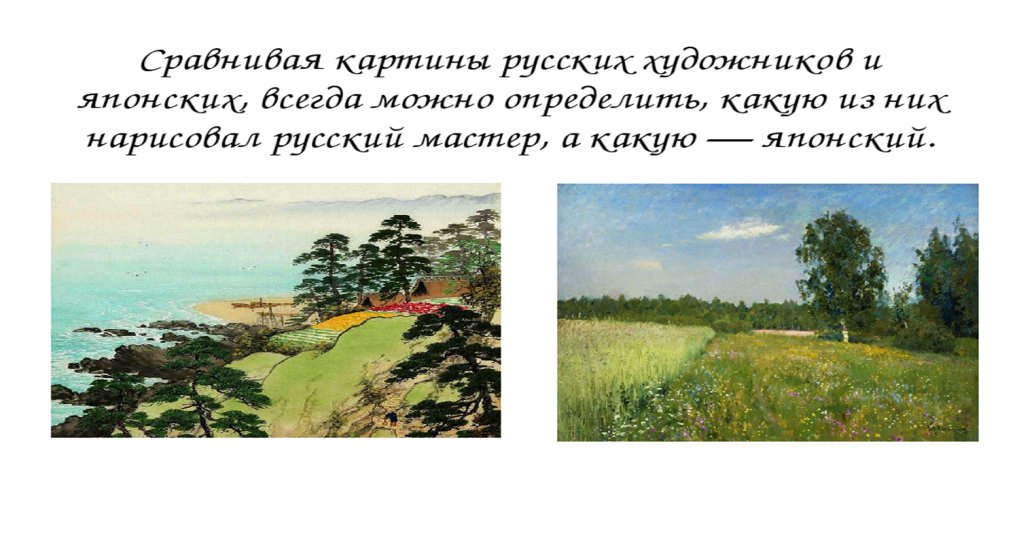 Сравнивая картины русских художников и
японских, всегда можно определить, какую из них
нарисовал русский мастер, а какую — японский.